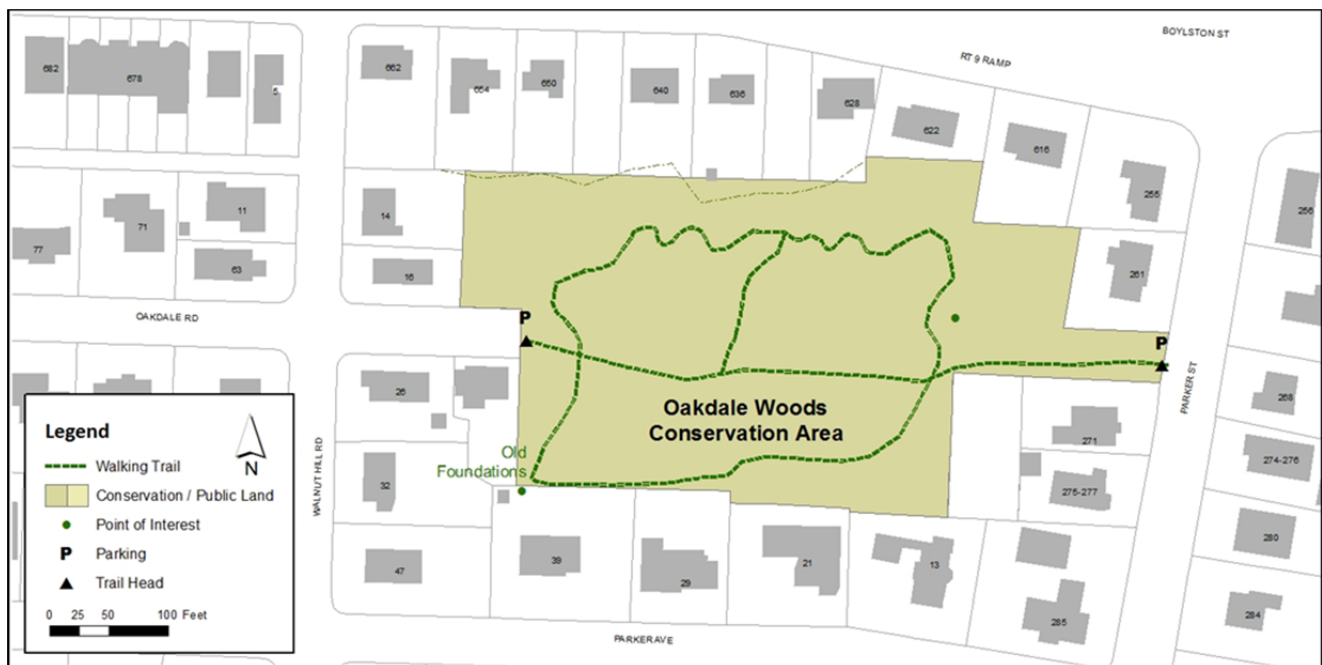 BOYLSTON ST
RT 9 RAMP
682
678
5
662
654
650
640
636
628
622
616
255
256
77
71
11
63
14
16
261
OAKDALE RD
P
P
PARKER ST
Oakdale Woods
Conservation Area
Old
Foundations
WALNUT HILL RD
26
32
47
39
29
21
13
271
275-277
285
268
274-276
280
284
PARKER AVE
Legend
N
Walking Trail
Conservation / Public Land
Point of Interest
P Parking
Trail Head
0 25 50 100 Feet